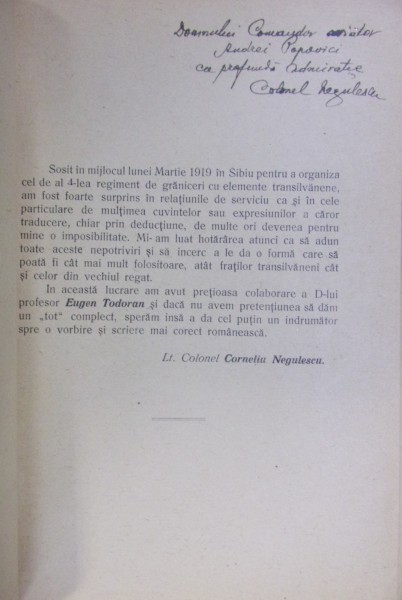 Domnului Comandor aviator
Andrei Popovici
cu profundă admirație
Colonel Negulescu
Sosit în mijlocul lunei Martie 1919 în Sibiu pentru a organiza
cel de al 4-lea regiment de grăniceri cu elemente transilvănene,
am fost foarte surprins în relațiunile de serviciu ca și în cele
particulare de mulțimea cuvintelor sau expresiunilor a căror
traducere, chiar prin deducțiune, de multe ori devenea pentru
mine o imposibilitate. Mi-am luat hotărârea atunci ca să adun
toate aceste nepotriviri și să incerc a le da o formă care să
poată fi cât mai mult folositoare, atât fraților transilvăneni cât
și celor din vechiul regat.
In această lucrare am avut prețioasa colaborare a D-lui
profesor Eugen Todoran și dacă nu avem pretențiunea să dăm
un „tot“ complect, sperăm insă a da cel puțin un indrumător
spre o vorbire și scriere mai corect românească.
Lt. Colonel Cornețiu Negulescu.